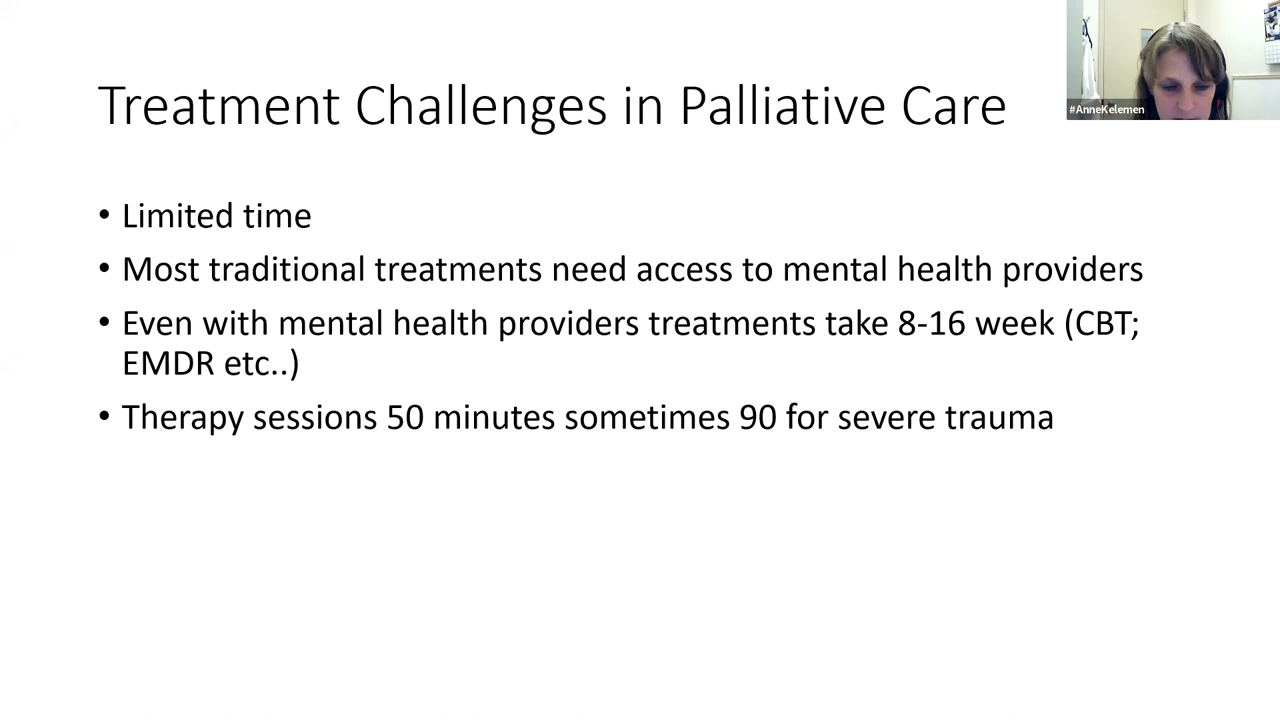 Treatment Challenges in Palliative Care
#AnneKelemen
• Limited time
• Most traditional treatments need access to mental health providers
• Even with mental health providers treatments take 8-16 week (CBT;
EMDR etc..)
• Therapy sessions 50 minutes sometimes 90 for severe trauma